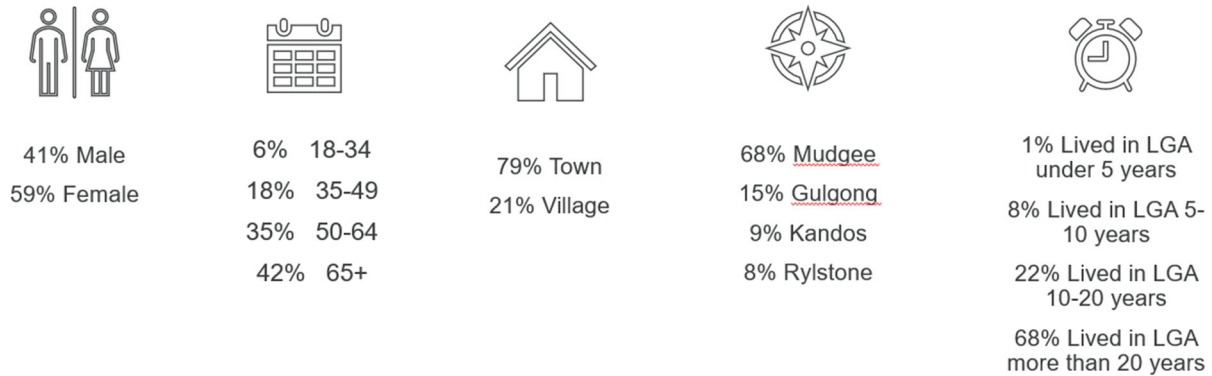 41% Male
59% Female
6% 18-34
18% 35-49
35% 50-64
42% 65+
79% Town
21% Village
68% Mudgee
15% Gulgong
9% Kandos
8% Rylstone
1% Lived in LGA
under 5 years
8% Lived in LGA 5-
10 years
22% Lived in LGA
10-20 years
68% Lived in LGA
more than 20 years